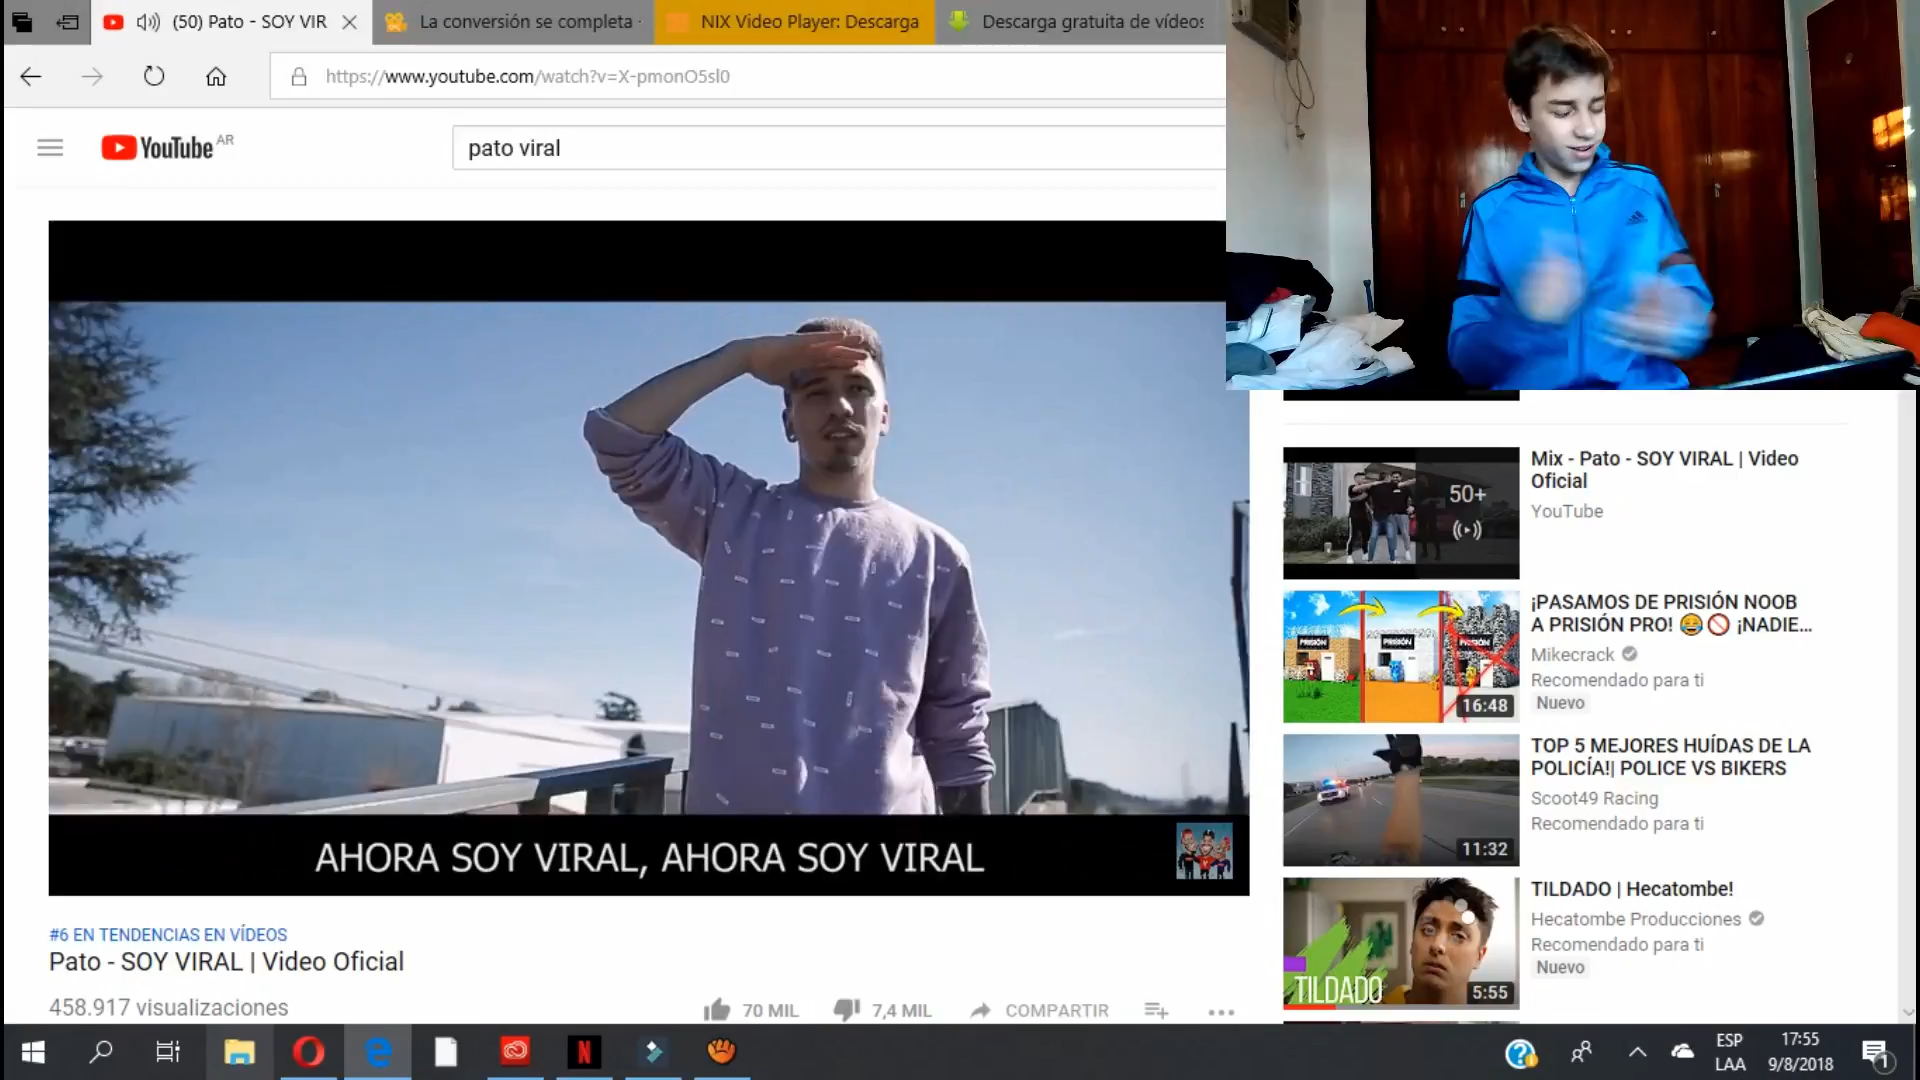 (50) Pato - SOY VIR
La conversión se completa
NIX Video Player: Descarga
Descarga gratuita de vídeos
https://www.youtube.com/watch?v=X-pmonO5sl0
YouTube AR
pato viral
AHORA SOY VIRAL, AHORA SOY VIRAL
#6 EN TENDENCIAS EN VÍDEOS
Pato - SOY VIRAL | Video Oficial
458.917 visualizaciones
70 MIL
7,4 MIL
COMPARTIR
50+
Mix - Pato - SOY VIRAL | Video
Oficial
YouTube
PRISIÓN
PRISIÓN
PRISIÓN
16:48
¡PASAMOS DE PRISIÓN NOOB
A PRISIÓN PRO! 😂🚫 ¡NADIE...
Mikecrack
Recomendado para ti
Nuevo
11:32
TOP 5 MEJORES HUÍDAS DE LA
POLICÍA!| POLICE VS BIKERS
Scoot49 Racing
Recomendado para ti
TILDADO
5:55
TILDADO | Hecatombe!
Hecatombe Producciones
Recomendado para ti
Nuevo
ESP
LAA
17:55
9/8/2018
1